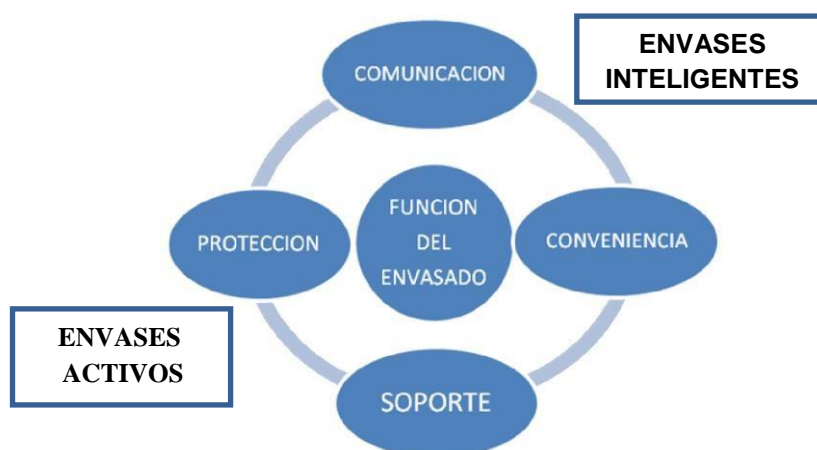 COMUNICACION
ENVASES
INTELIGENTES
PROTECCION
FUNCION
DEL
ENVASADO
CONVENIENCIA
ENVASES
ACTIVOS
SOPORTE